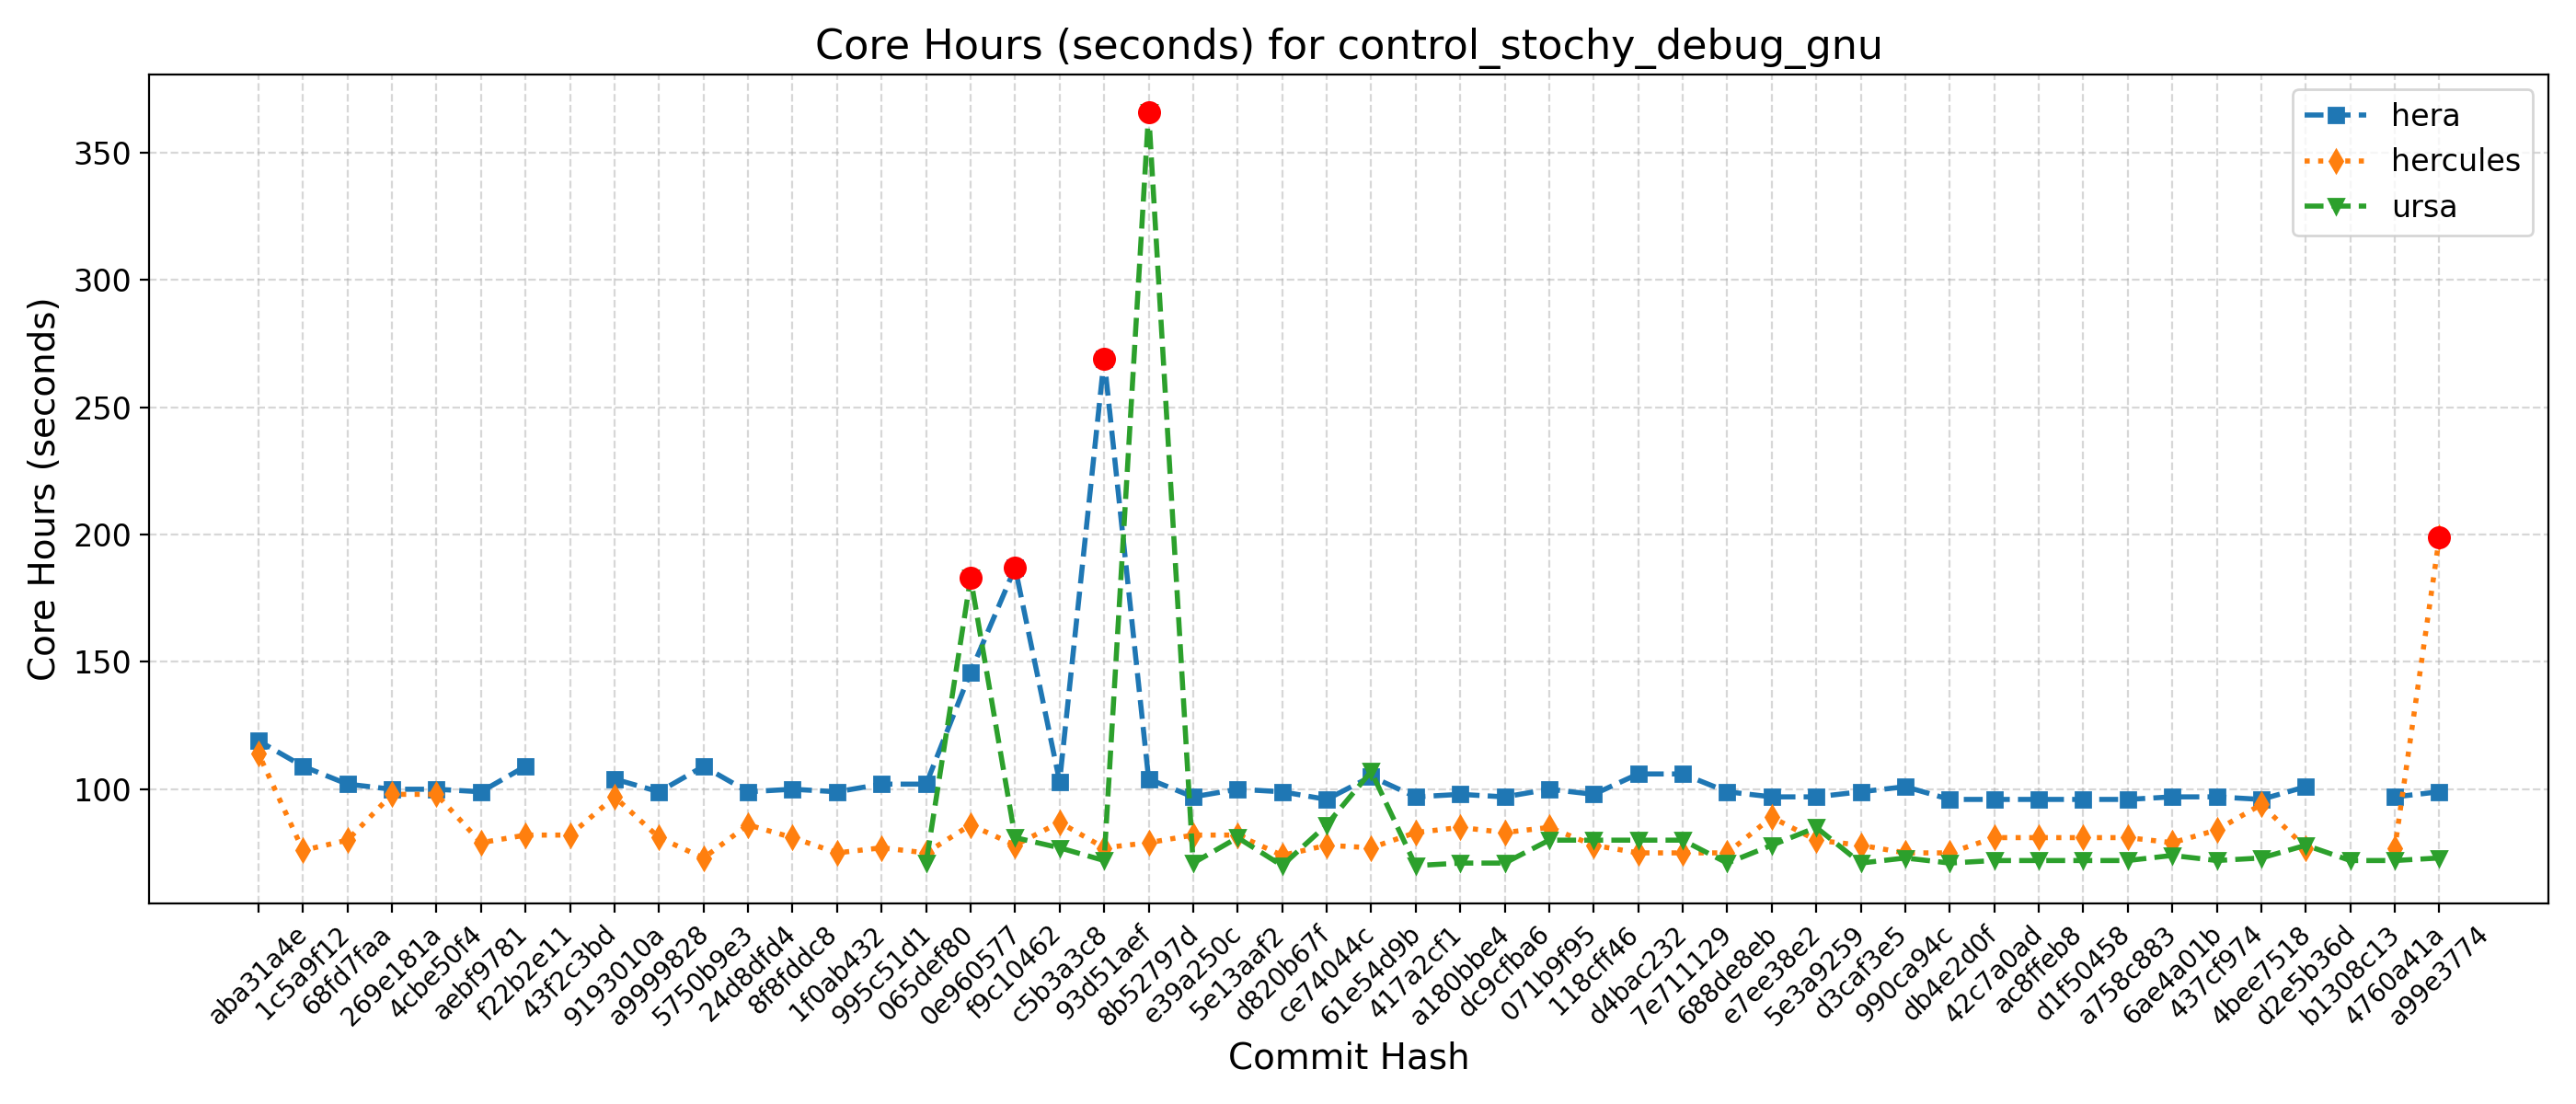 Core Hours (seconds) for control_stochy_debug_gnu
hera
hercules
ursa
Core Hours (seconds)
350
300
250
200
150
100
aba31a4e
1c5a9f12
68fd7faa
269e181a
4cbe50f4
aebf9781
f22b2e11
43f2c3bd
9193010a
a9999828
5750b9e3
24d8dfd4
8f8fddc8
1f0ab432
995c51d1
065def80
0e960577
f9c10462
c5b3a3c8
93d51aef
8b52797d
e39a250c
5e13aaf2
d820b67f
ce74044c
61e54d9b
417a2cf1
a180bbe4
dc9cfba6
071b9f95
118cff46
d4bac232
7e711129
688de8eb
e7ee38e2
5e3a9259
d3caf3e5
990ca94c
db4e2d0f
42c7a0ad
ac8ffeb8
d1f50458
a758c883
6ae4a01b
437cf974
4bee7518
d2e5b36d
b1308c13
4760a41a
a99e3774
Commit Hash